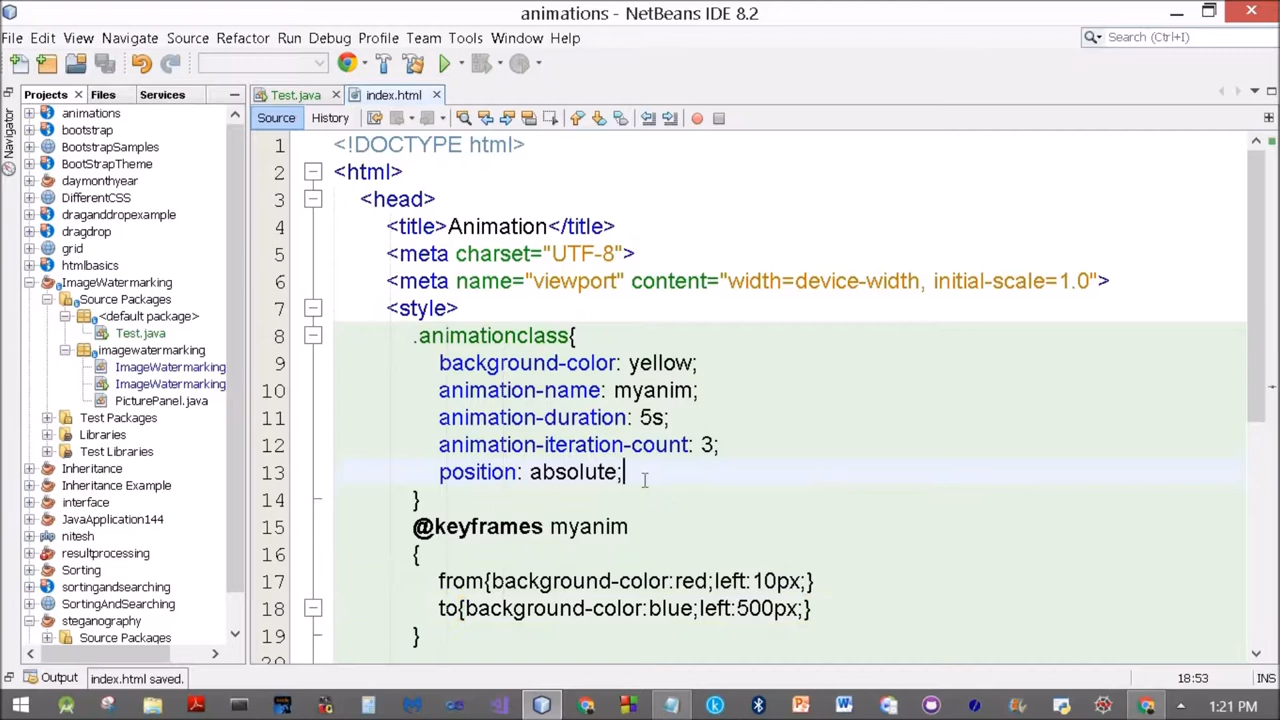 animations - NetBeans IDE 8.2
File Edit View Navigate Source Refactor Run Debug Profile Team Tools Window Help
Search (Ctrl+I)
Projects Files Services
Test.java index.html
Navigator
Source History
animations
bootstrap
BootstrapSamples
BootStrapTheme
daymonthyear
DifferentCSS
draganddropexample
dragdrop
grid
htmlbasics
ImageWatermarking
Source Packages
<default package>
Test.java
imagewatermarking
ImageWatermarking
ImageWatermarking
PicturePanel.java
Test Packages
Libraries
Test Libraries
Inheritance
Inheritance Example
interface
JavaApplication144
nitesh
resultprocessing
Sorting
sortingandsearching
SortingAndSearching
steganography
Source Packages
1 <!DOCTYPE html>
2 <html>
3 <head>
4 <title>Animation</title>
5 <meta charset="UTF-8">
6 <meta name="viewport" content="width=device-width, initial-scale=1.0">
7 <style>
8 .animationclass{
9 background-color: yellow;
10 animation-name: myanim;
11 animation-duration: 5s;
12 animation-iteration-count: 3;
13 position: absolute;
14 }
15 @keyframes myanim
16 {
17 from{background-color:red;left:10px;}
18 to{background-color:blue;left:500px;}
19 }
Output index.html saved. 18:53 INS
1:21 PM